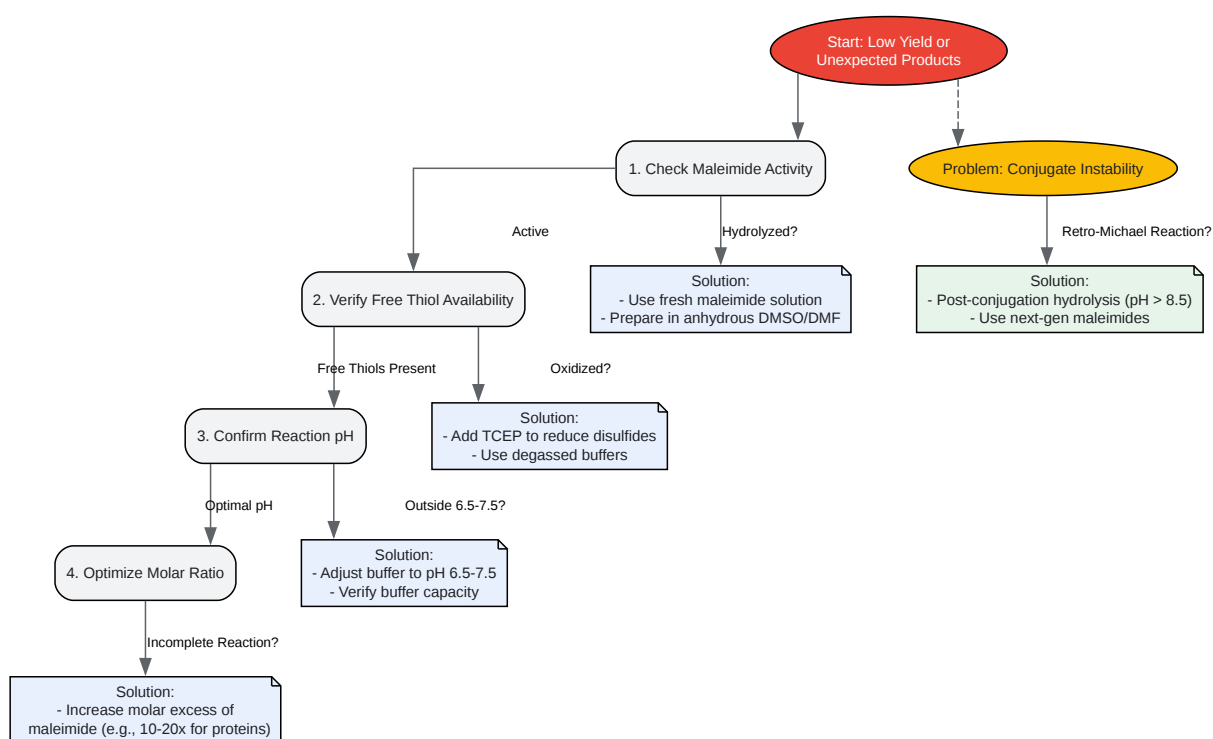 Start: Low Yield or
Unexpected Products
1. Check Maleimide Activity
Problem: Conjugate Instability
Active
Hydrolyzed?
Retro-Michael Reaction?
2. Verify Free Thiol Availability
Solution:
- Use fresh maleimide solution
- Prepare in anhydrous DMSO/DMF
Solution:
- Post-conjugation hydrolysis (pH > 8.5)
- Use next-gen maleimides
Free Thiols Present
Oxidized?
3. Confirm Reaction pH
Solution:
- Add TCEP to reduce disulfides
- Use degassed buffers
Optimal pH
Outside 6.5-7.5?
4. Optimize Molar Ratio
Solution:
- Adjust buffer to pH 6.5-7.5
- Verify buffer capacity
Incomplete Reaction?
Solution:
- Increase molar excess of
maleimide (e.g., 10-20x for proteins)